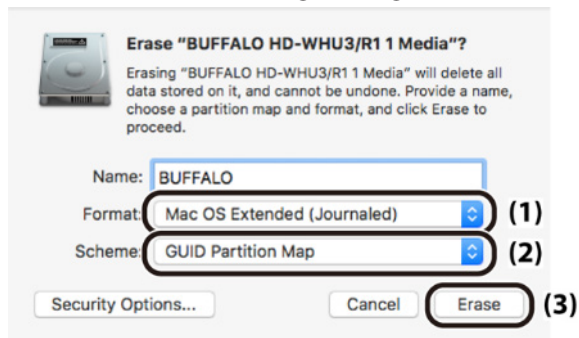 Erase “BUFFALO HD-WHU3/R1 1 Media”?
Erasing “BUFFALO HD-WHU3/R1 1 Media” will delete all
data stored on it, and cannot be undone. Provide a name,
choose a partition map and format, and click Erase to
proceed.
Name: BUFFALO
Format: Mac OS Extended (Journaled) (1)
Scheme: GUID Partition Map (2)
Security Options... Cancel Erase (3)